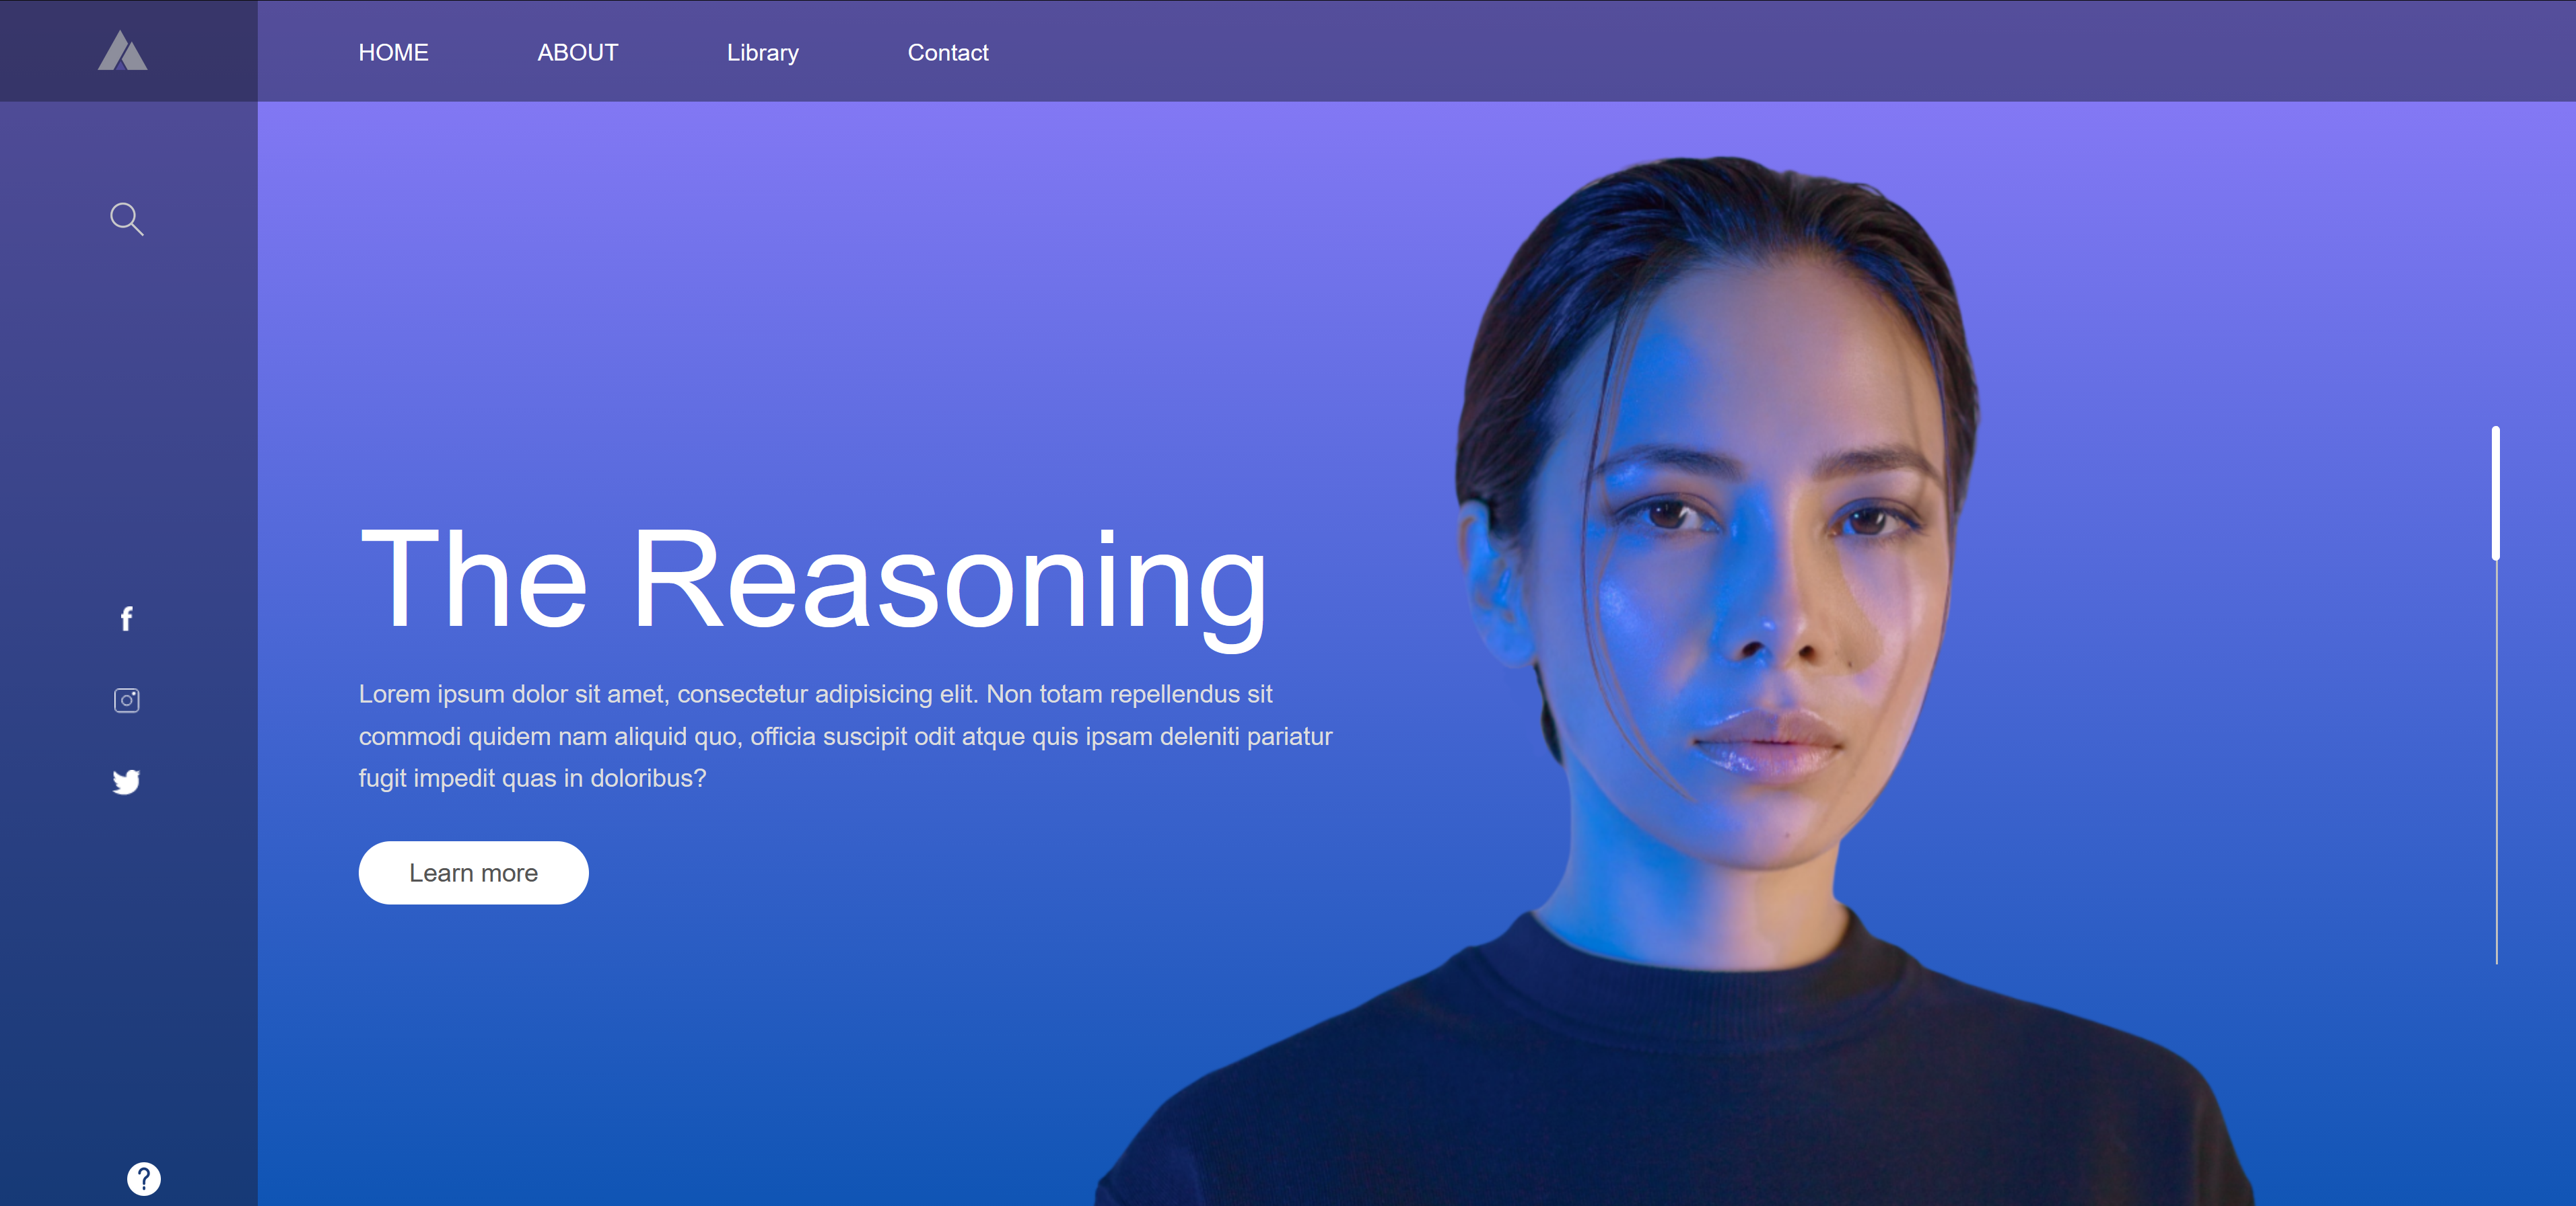 HOME ABOUT Library Contact
The Reasoning
Lorem ipsum dolor sit amet, consectetur adipisicing elit. Non totam repellendus sit
commodi quidem nam aliquid quo, officia suscipit odit atque quis ipsam deleniti pariatur
fugit impedit quas in doloribus?
Learn more
?